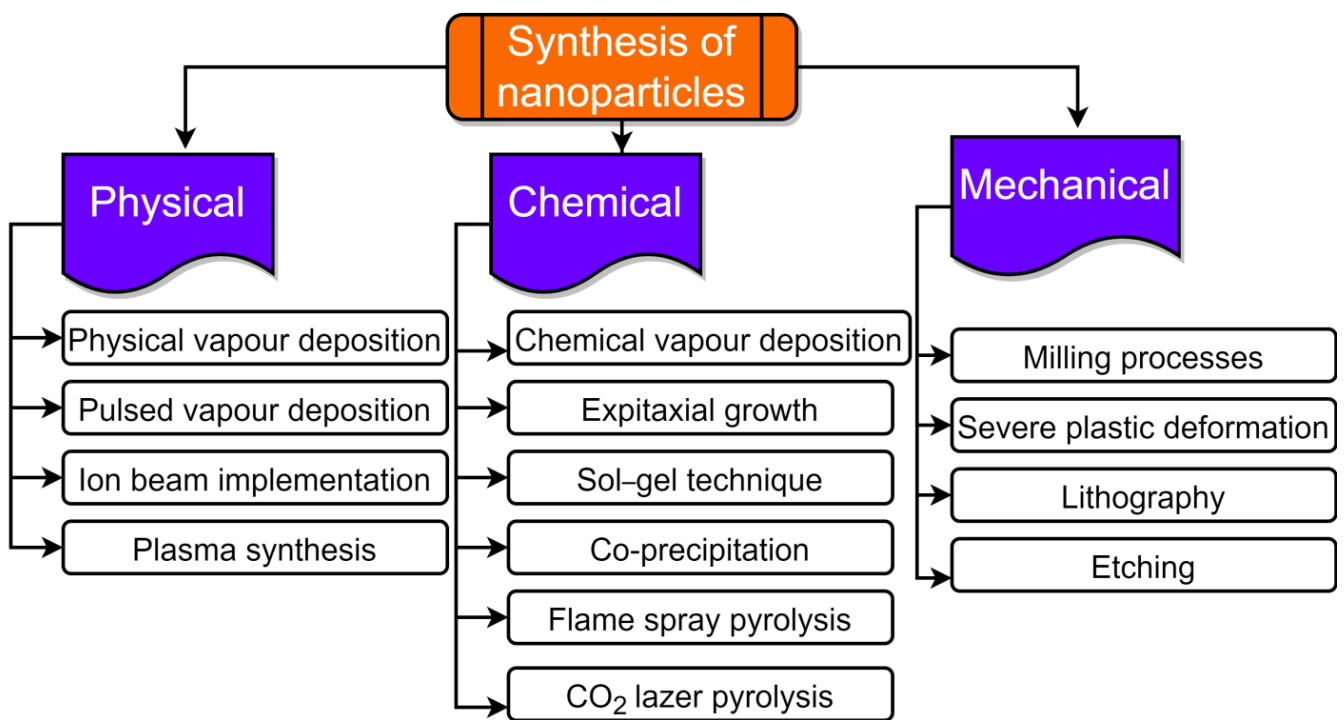 Synthesis of
nanoparticles
Physical
Physical vapour deposition
Pulsed vapour deposition
Ion beam implementation
Plasma synthesis
Chemical
Chemical vapour deposition
Expitaxial growth
Sol–gel technique
Co-precipitation
Flame spray pyrolysis
CO₂ lazer pyrolysis
Mechanical
Milling processes
Severe plastic deformation
Lithography
Etching